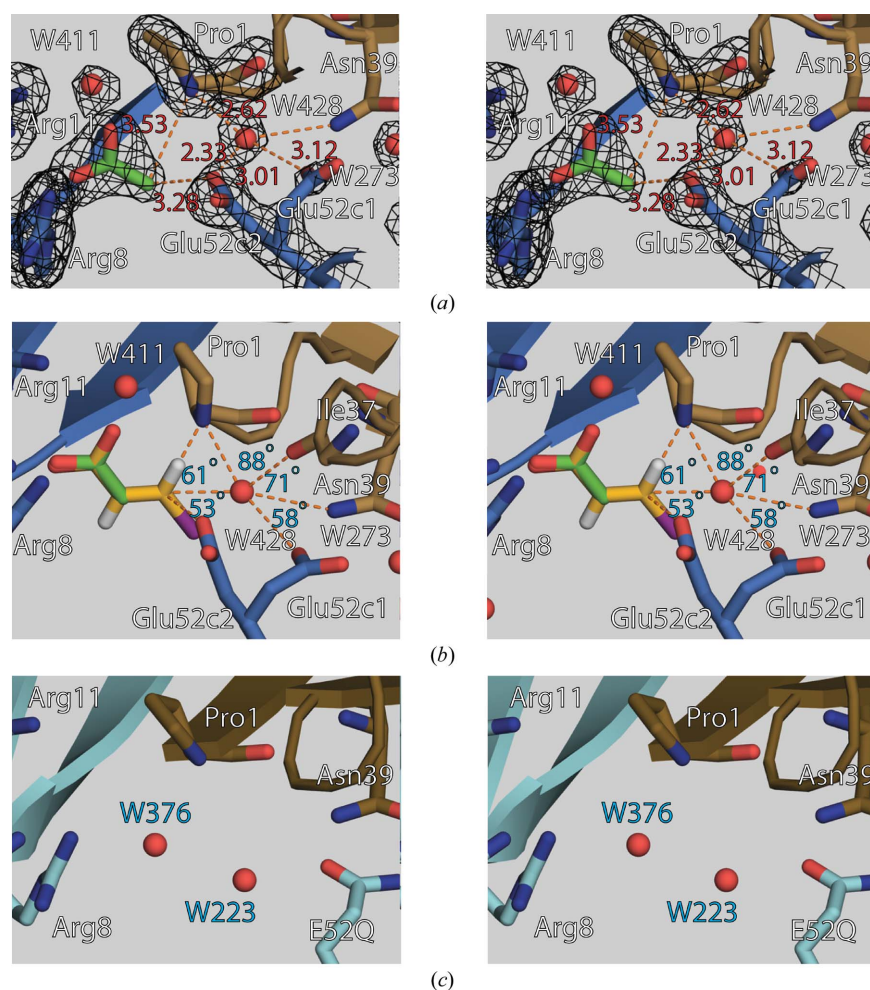 W411 Pro1 Asn39 W411 Pro1 Asn39
2.62 W428 2.62 W428
Arg11 3.53 Arg11 3.53
2.33 3.12 2.33 3.12
3.01 W273 3.01 W273
3.28 Glu52c1 3.28 Glu52c1
Arg8 Glu52c2 Arg8 Glu52c2
(a)
W411 Pro1 W411 Pro1
Arg11 Ile37 Arg11 Ile37
88°
61° 71° 88°
61° 71°
53° 58° Asn39 53° 58° Asn39
Arg8 W428 W273 Arg8 W428 W273
Glu52c2 Glu52c1 Glu52c2 Glu52c1
(b)
Arg11 Pro1 Arg11 Pro1
Asn39 Asn39
W376 W376
W223 W223
Arg8 E52Q Arg8 E52Q
(c)